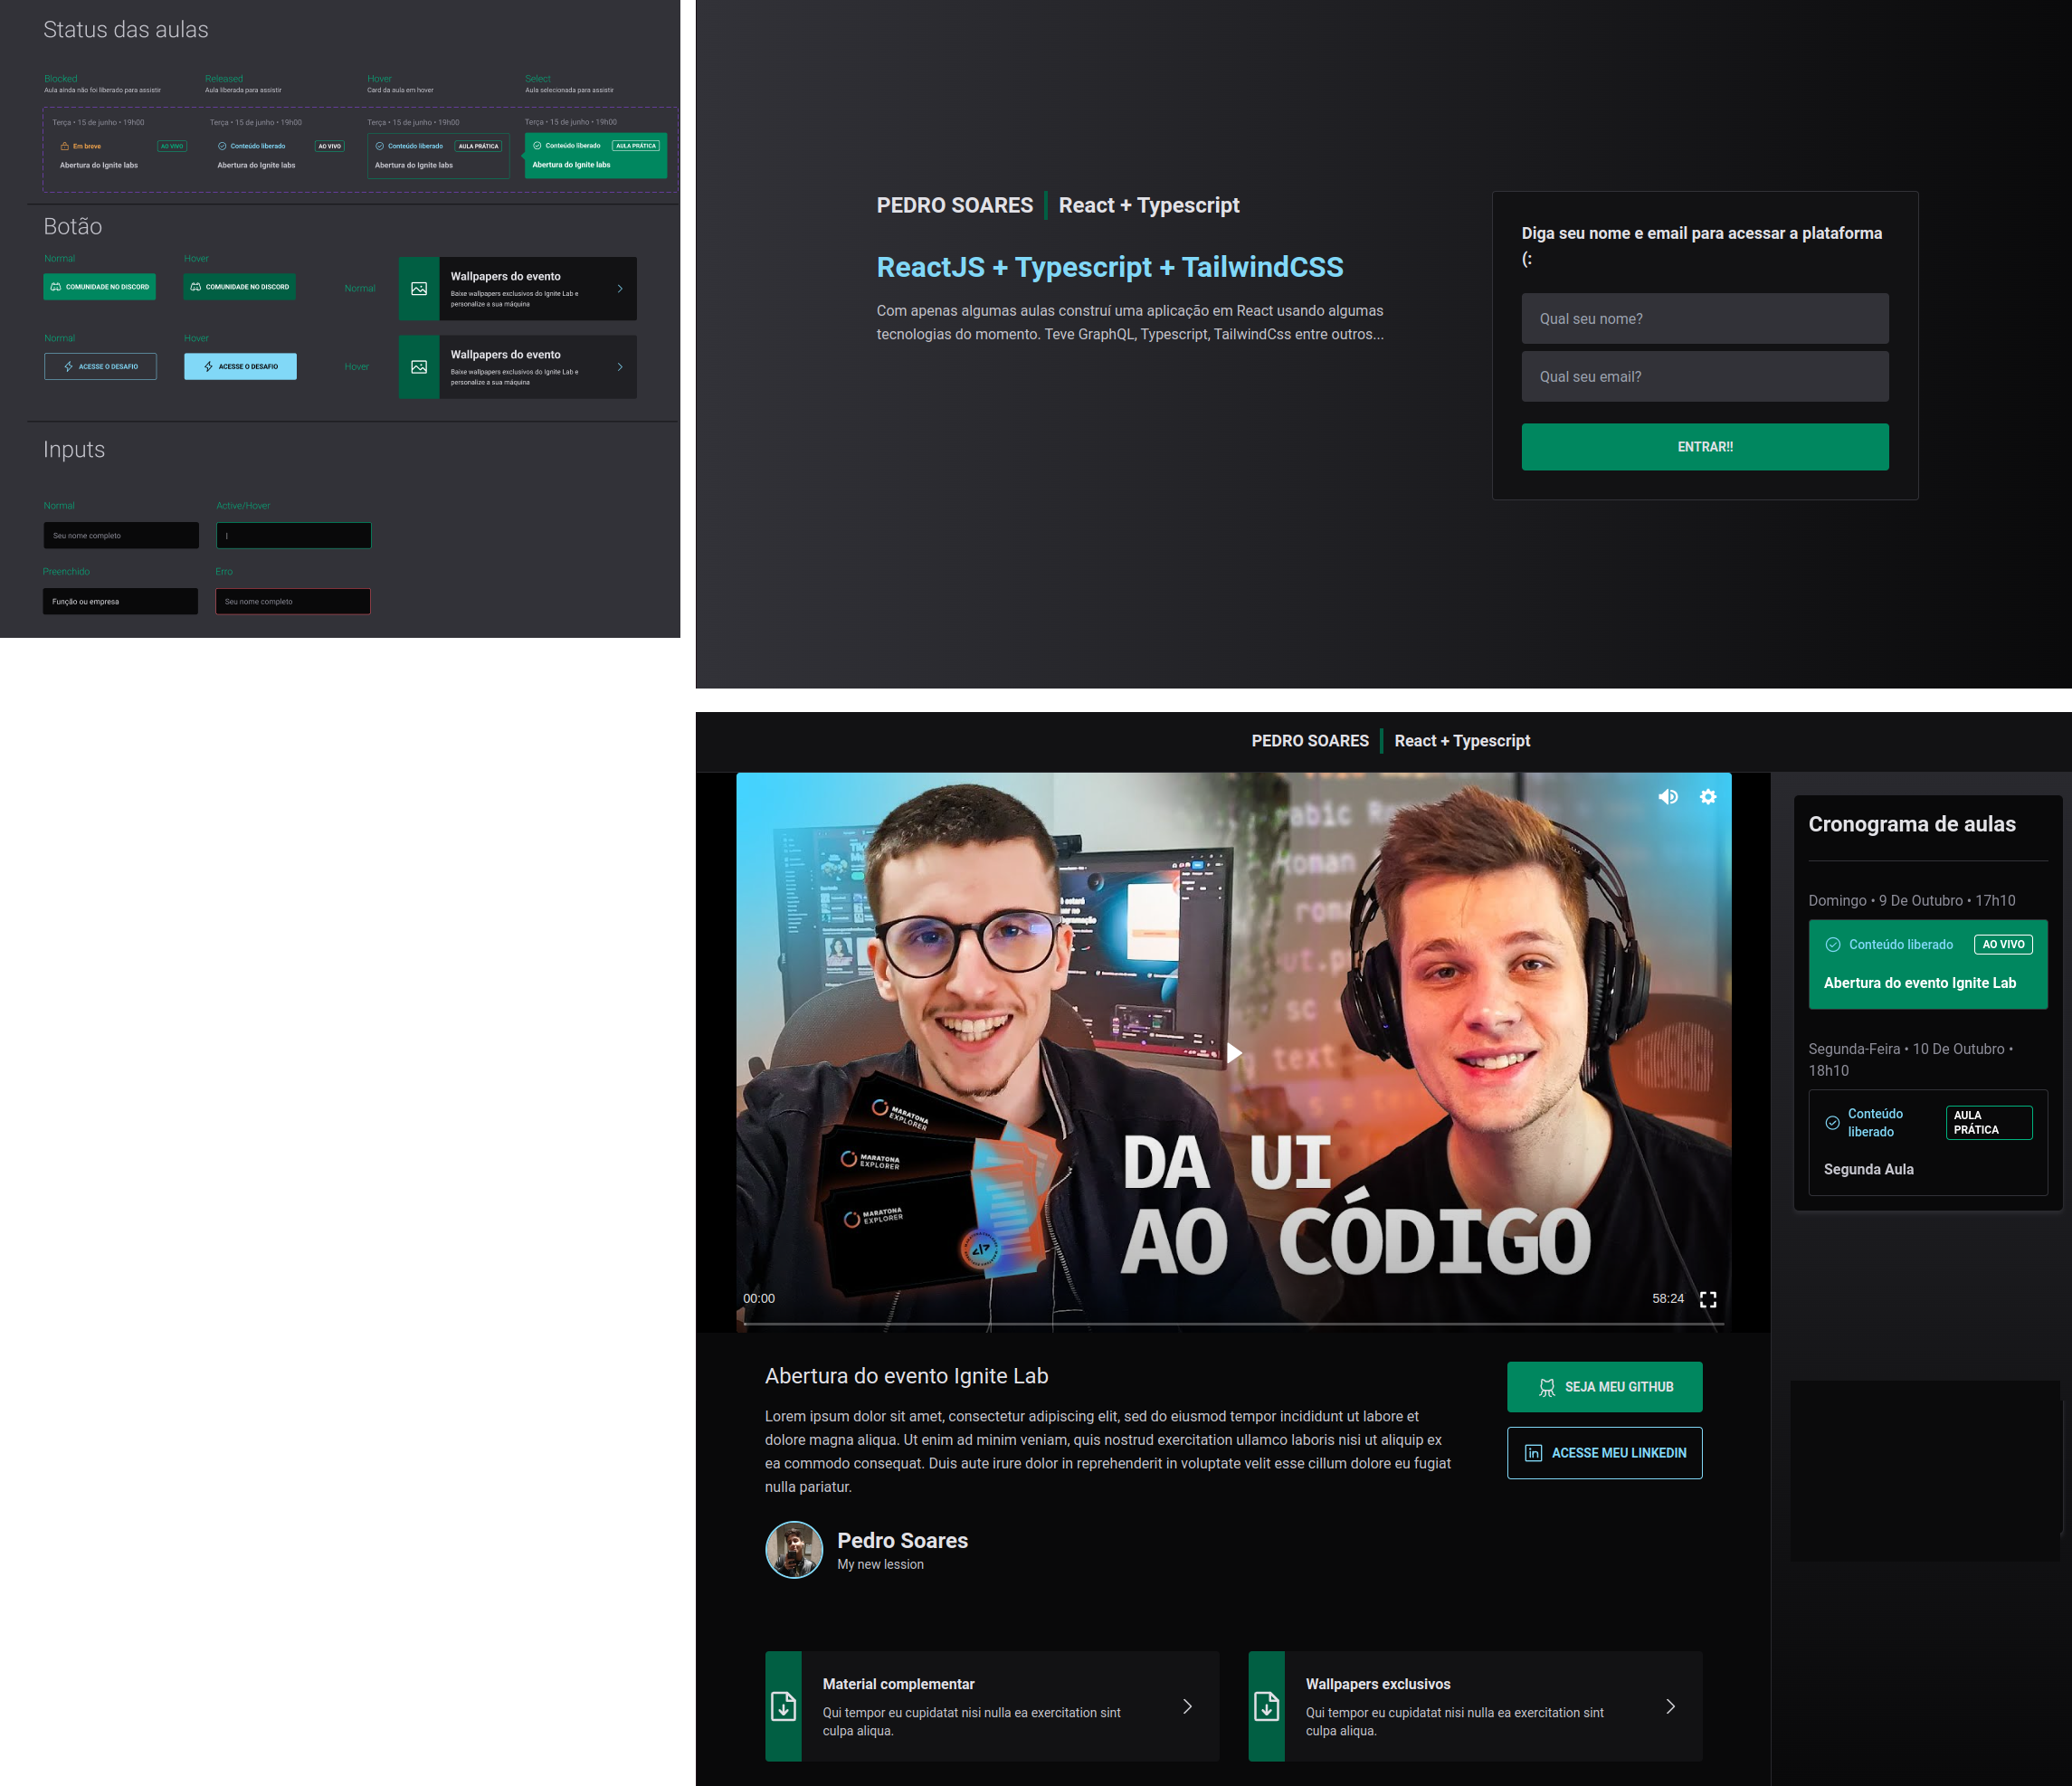 Status das aulas
Blocked
Aula ainda não foi liberado para assistir
Released
Aula liberada para assistir
Hover
Card da aula em hover
Select
Aula selecionada para assistir
Terça • 15 de junho • 19h00
Em breve
AO VIVO
Abertura do Ignite labs
Terça • 15 de junho • 19h00
Conteúdo liberado
AO VIVO
Abertura do Ignite labs
Terça • 15 de junho • 19h00
Conteúdo liberado
AULA PRÁTICA
Abertura do Ignite labs
Terça • 15 de junho • 19h00
Conteúdo liberado
AULA PRÁTICA
Abertura do Ignite labs
Botão
Normal
COMUNIDADE NO DISCORD
Hover
COMUNIDADE NO DISCORD
Normal
ACESSE O DESAFIO
Hover
ACESSE O DESAFIO
Normal
Wallpapers do evento
Baixe wallpapers exclusivos do Ignite Lab e
personalize a sua máquina
Hover
Wallpapers do evento
Baixe wallpapers exclusivos do Ignite Lab e
personalize a sua máquina
Inputs
Normal
Seu nome completo
Active/Hover
Preenchido
Função ou empresa
Erro
Seu nome completo
PEDRO SOARES
React + Typescript
ReactJS + Typescript + TailwindCSS
Com apenas algumas aulas construí uma aplicação em React usando algumas
tecnologias do momento. Teve GraphQL, Typescript, TailwindCss entre outros...
Diga seu nome e email para acessar a plataforma
(:
Qual seu nome?
Qual seu email?
ENTRAR!!
PEDRO SOARES
React + Typescript
MARATONA
EXPLORER
MARATONA
EXPLORER
MARATONA
EXPLORER
DA UI
AO CÓDIGO
00:00
58:24
Abertura do evento Ignite Lab
Lorem ipsum dolor sit amet, consectetur adipiscing elit, sed do eiusmod tempor incididunt ut labore et
dolore magna aliqua. Ut enim ad minim veniam, quis nostrud exercitation ullamco laboris nisi ut aliquip ex
ea commodo consequat. Duis aute irure dolor in reprehenderit in voluptate velit esse cillum dolore eu fugiat
nulla pariatur.
SEJA MEU GITHUB
ACESSE MEU LINKEDIN
Pedro Soares
My new lession
Material complementar
Qui tempor eu cupidatat nisi nulla ea exercitation sint
culpa aliqua.
Wallpapers exclusivos
Qui tempor eu cupidatat nisi nulla ea exercitation sint
culpa aliqua.
Cronograma de aulas
Domingo • 9 De Outubro • 17h10
Conteúdo liberado
AO VIVO
Abertura do evento Ignite Lab
Segunda-Feira • 10 De Outubro •
18h10
Conteúdo
liberado
AULA
PRÁTICA
Segunda Aula